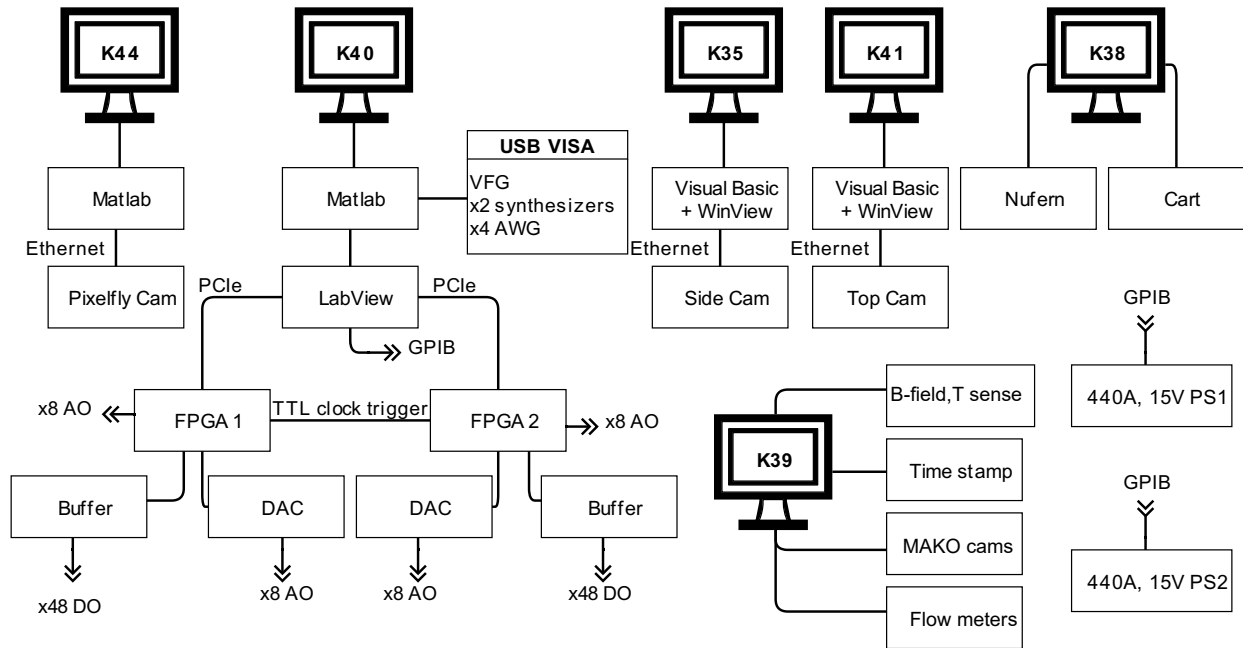 K44
K40
K35
K41
K38
USB VISA
VFG
x2 synthesizers
x4 AWG
Matlab
Matlab
Visual Basic
+ WinView
Visual Basic
+ WinView
Nufern
Cart
Ethernet
Ethernet
Ethernet
Pixelfly Cam
PCIe
LabView
PCIe
Side Cam
Top Cam
GPIB
GPIB
x8 AO
FPGA 1
TTL clock trigger
FPGA 2
x8 AO
B-field,T sense
440A, 15V PS1
K39
Time stamp
GPIB
Buffer
DAC
DAC
Buffer
MAKO cams
440A, 15V PS2
x48 DO
x8 AO
x8 AO
x48 DO
Flow meters